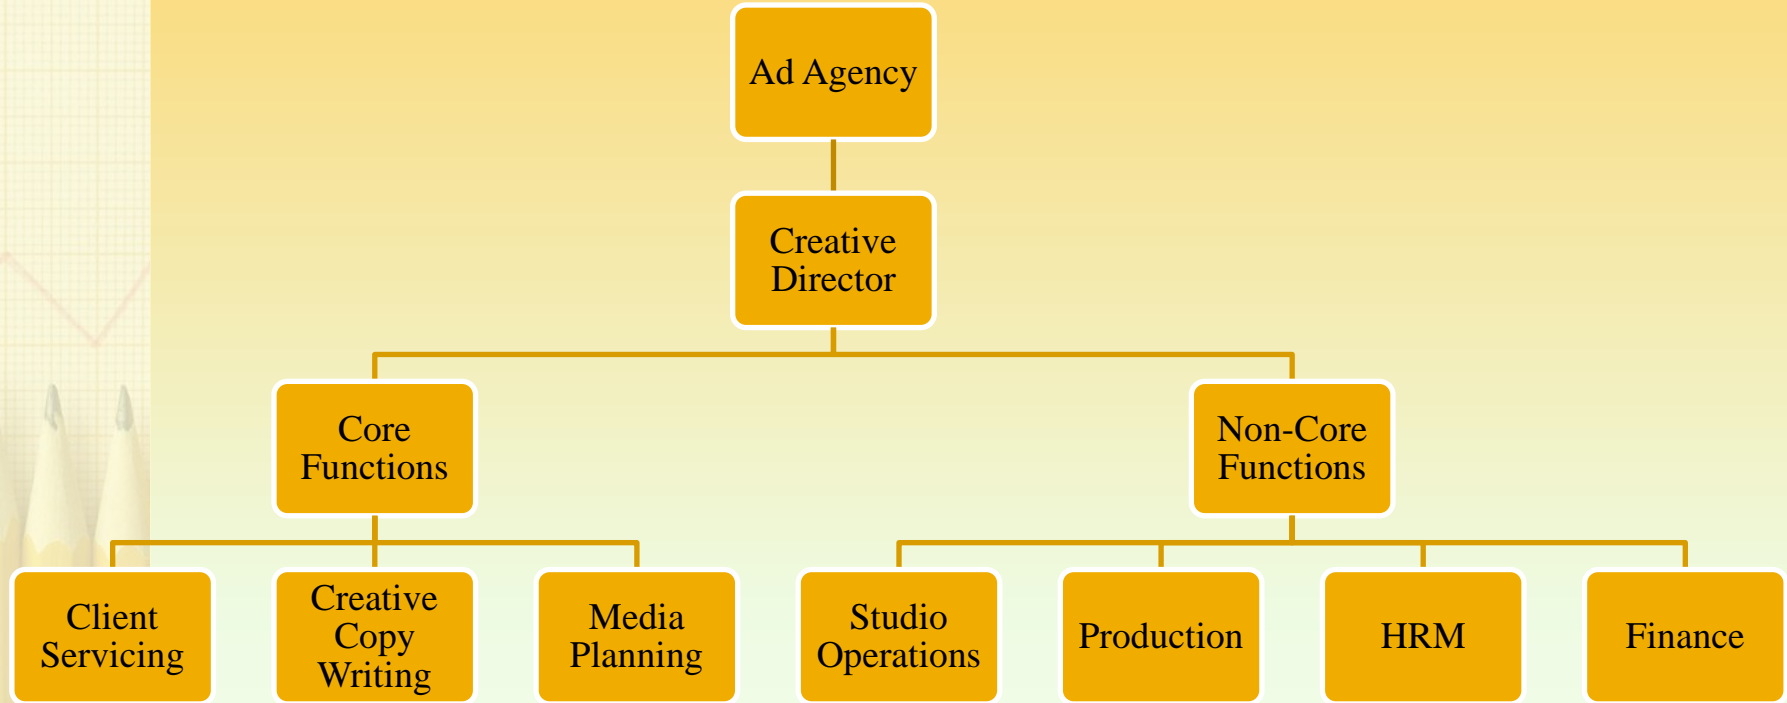 Ad Agency
Creative
Director
Core
Functions
Non-Core
Functions
Client
Servicing
Creative
Copy
Writing
Media
Planning
Studio
Operations
Production
HRM
Finance